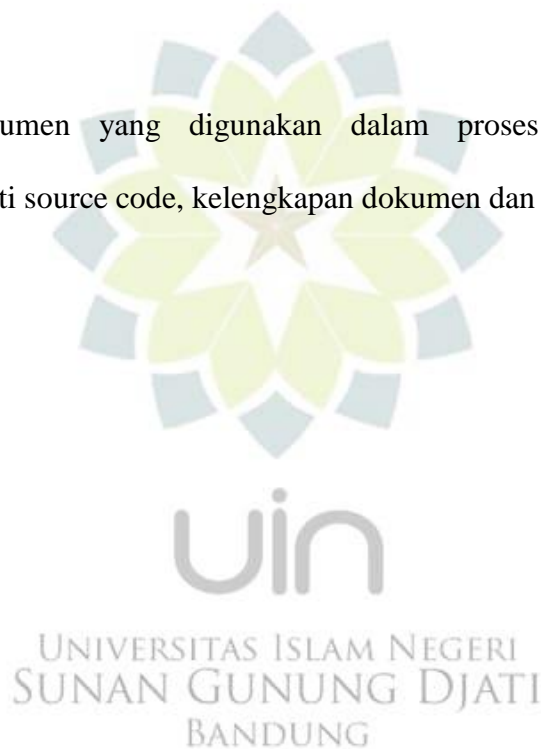 umen yang digunakan dalam proses
ti source code, kelengkapan dokumen dan
uin
UNIVERSITAS ISLAM NEGERI
SUNAN GUNUNG DJATI
BANDUNG